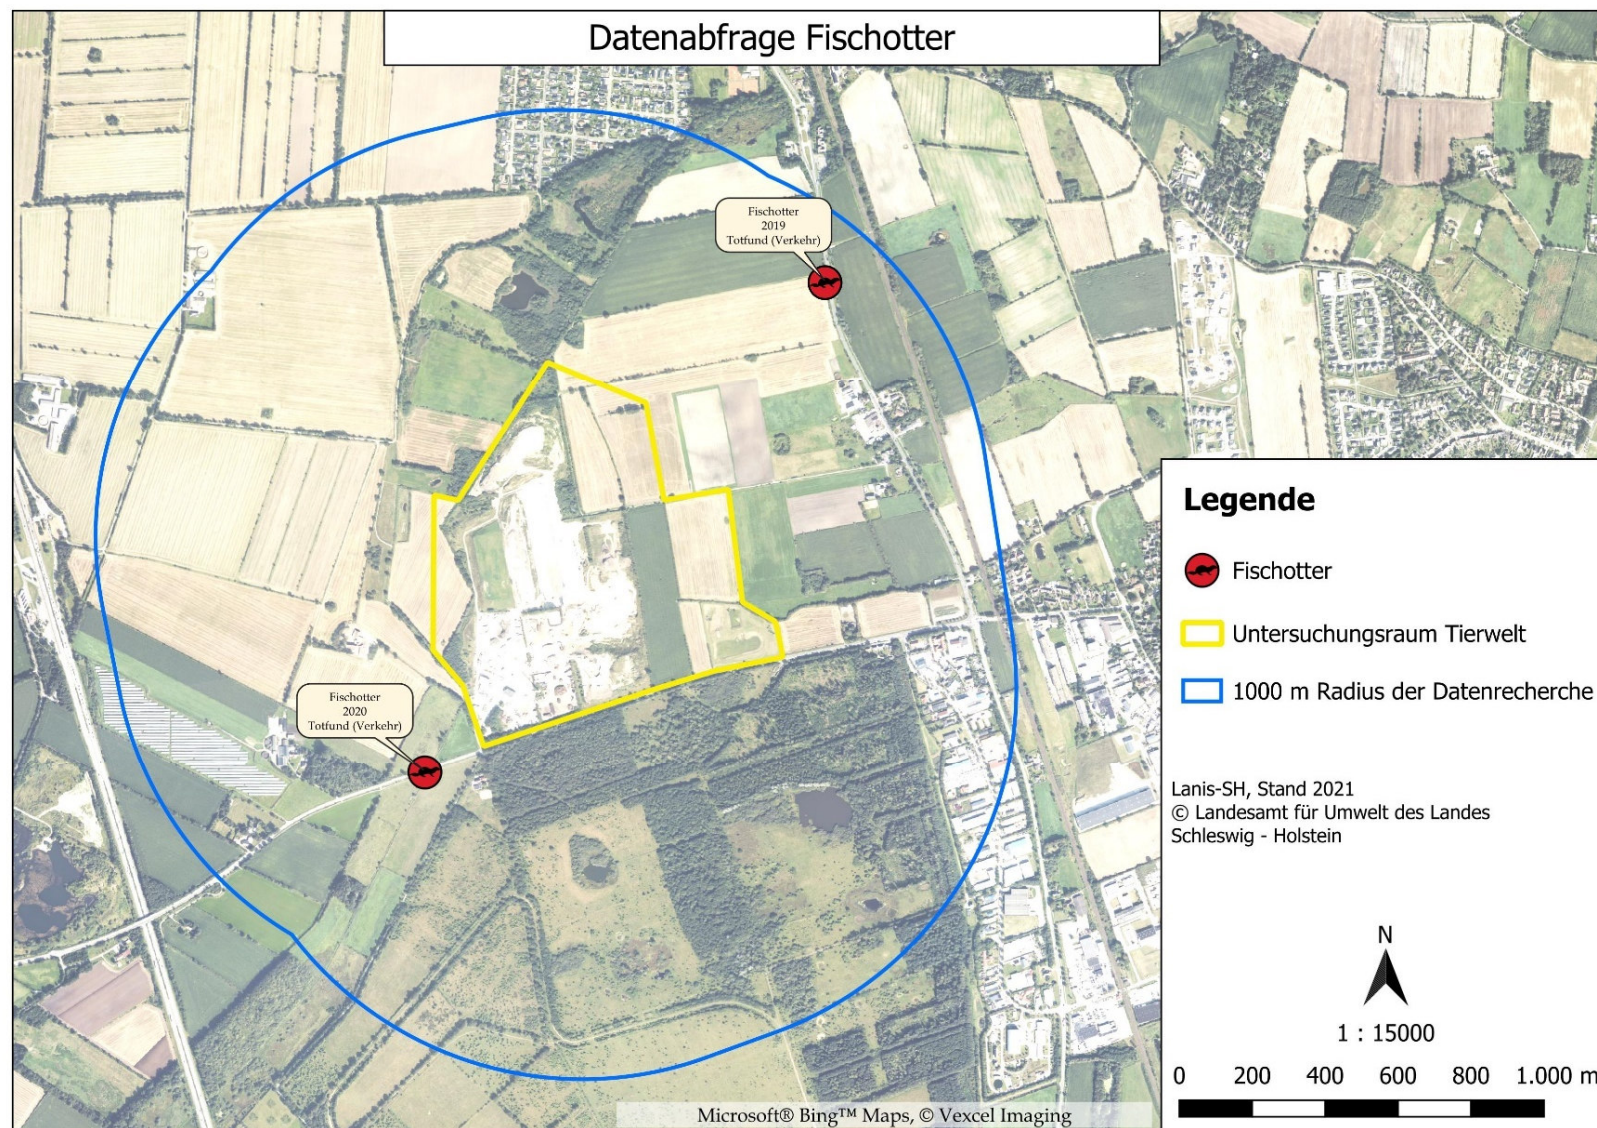 Datenabfrage Fischotter
Fischotter
2019
Totfund (Verkehr)
Fischotter
2020
Totfund (Verkehr)
Legende
Fischotter
Untersuchungsraum Tierwelt
1000 m Radius der Datenrecherche
Lanis-SH, Stand 2021
© Landesamt für Umwelt des Landes
Schleswig - Holstein
N
1 : 15000
0 200 400 600 800 1.000 m
Microsoft® Bing™ Maps, © Vexcel Imaging